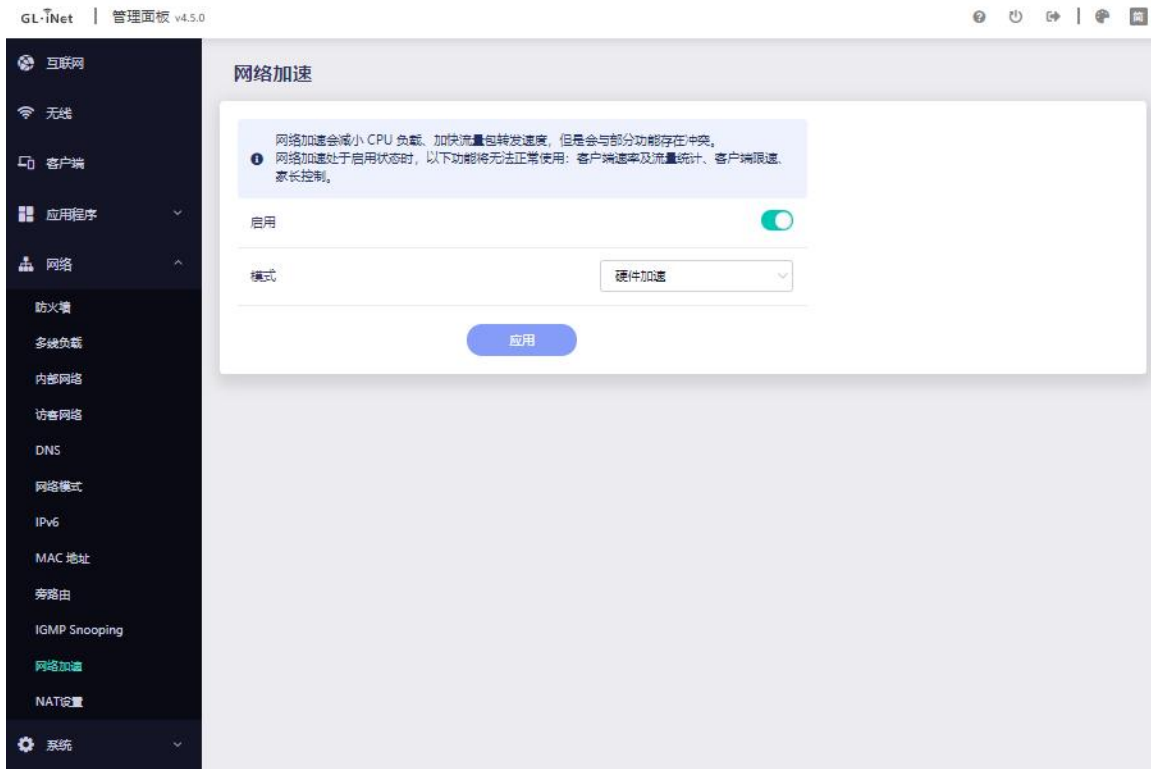 GL·iNet | 管理面板 v4.5.0
简
互联网
无线
客户端
应用程序
网络
防火墙
多线负载
内部网络
访客网络
DNS
网络模式
IPv6
MAC 地址
旁路由
IGMP Snooping
网络加速
NAT设置
系统
网络加速
网络加速会减小 CPU 负载、加快流量包转发速度，但是会与部分功能存在冲突。
网络加速处于启用状态时，以下功能将无法正常使用：客户端速率及流量统计、客户端限速、
家长控制。
启用
模式
硬件加速
应用